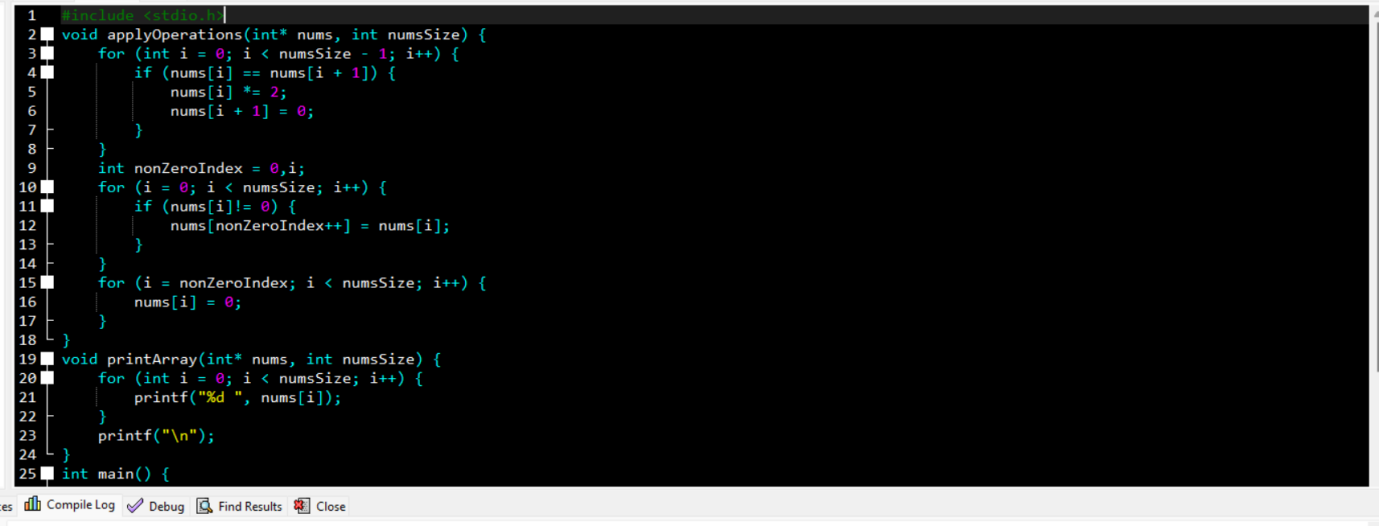 1 #include <stdio.h>
2 void applyOperations(int* nums, int numsSize) {
3 for (int i = 0; i < numsSize - 1; i++) {
4 if (nums[i] == nums[i + 1]) {
5 nums[i] *= 2;
6 nums[i + 1] = 0;
7 }
8 }
9 int nonZeroIndex = 0,i;
10 for (i = 0; i < numsSize; i++) {
11 if (nums[i]!= 0) {
12 nums[nonZeroIndex++] = nums[i];
13 }
14 }
15 for (i = nonZeroIndex; i < numsSize; i++) {
16 nums[i] = 0;
17 }
18 }
19 void printArray(int* nums, int numsSize) {
20 for (int i = 0; i < numsSize; i++) {
21 printf("%d ", nums[i]);
22 }
23 printf("\n");
24 }
25 int main() {
es Compile Log Debug Find Results Close